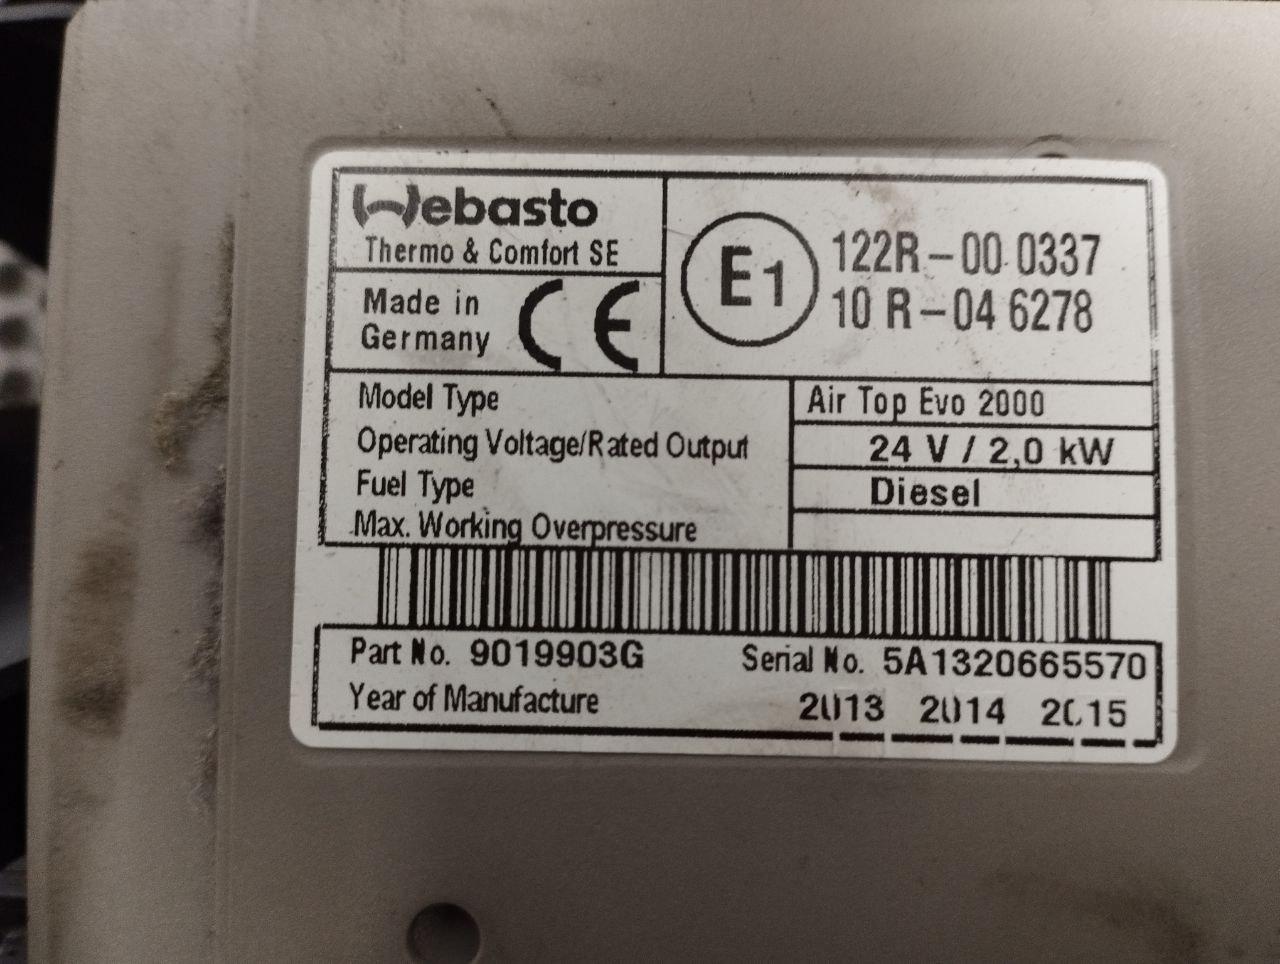 Webasto
Thermo & Comfort SE
Made in
Germany
CE
E1
122R-00 0337
10 R-04 6278
Model Type Air Top Evo 2000
Operating Voltage/Rated Output 24 V / 2,0 kW
Fuel Type Diesel
Max. Working Overpressure
Part No. 9019903G Serial No. 5A1320665570
Year of Manufacture 2013 2014 2015